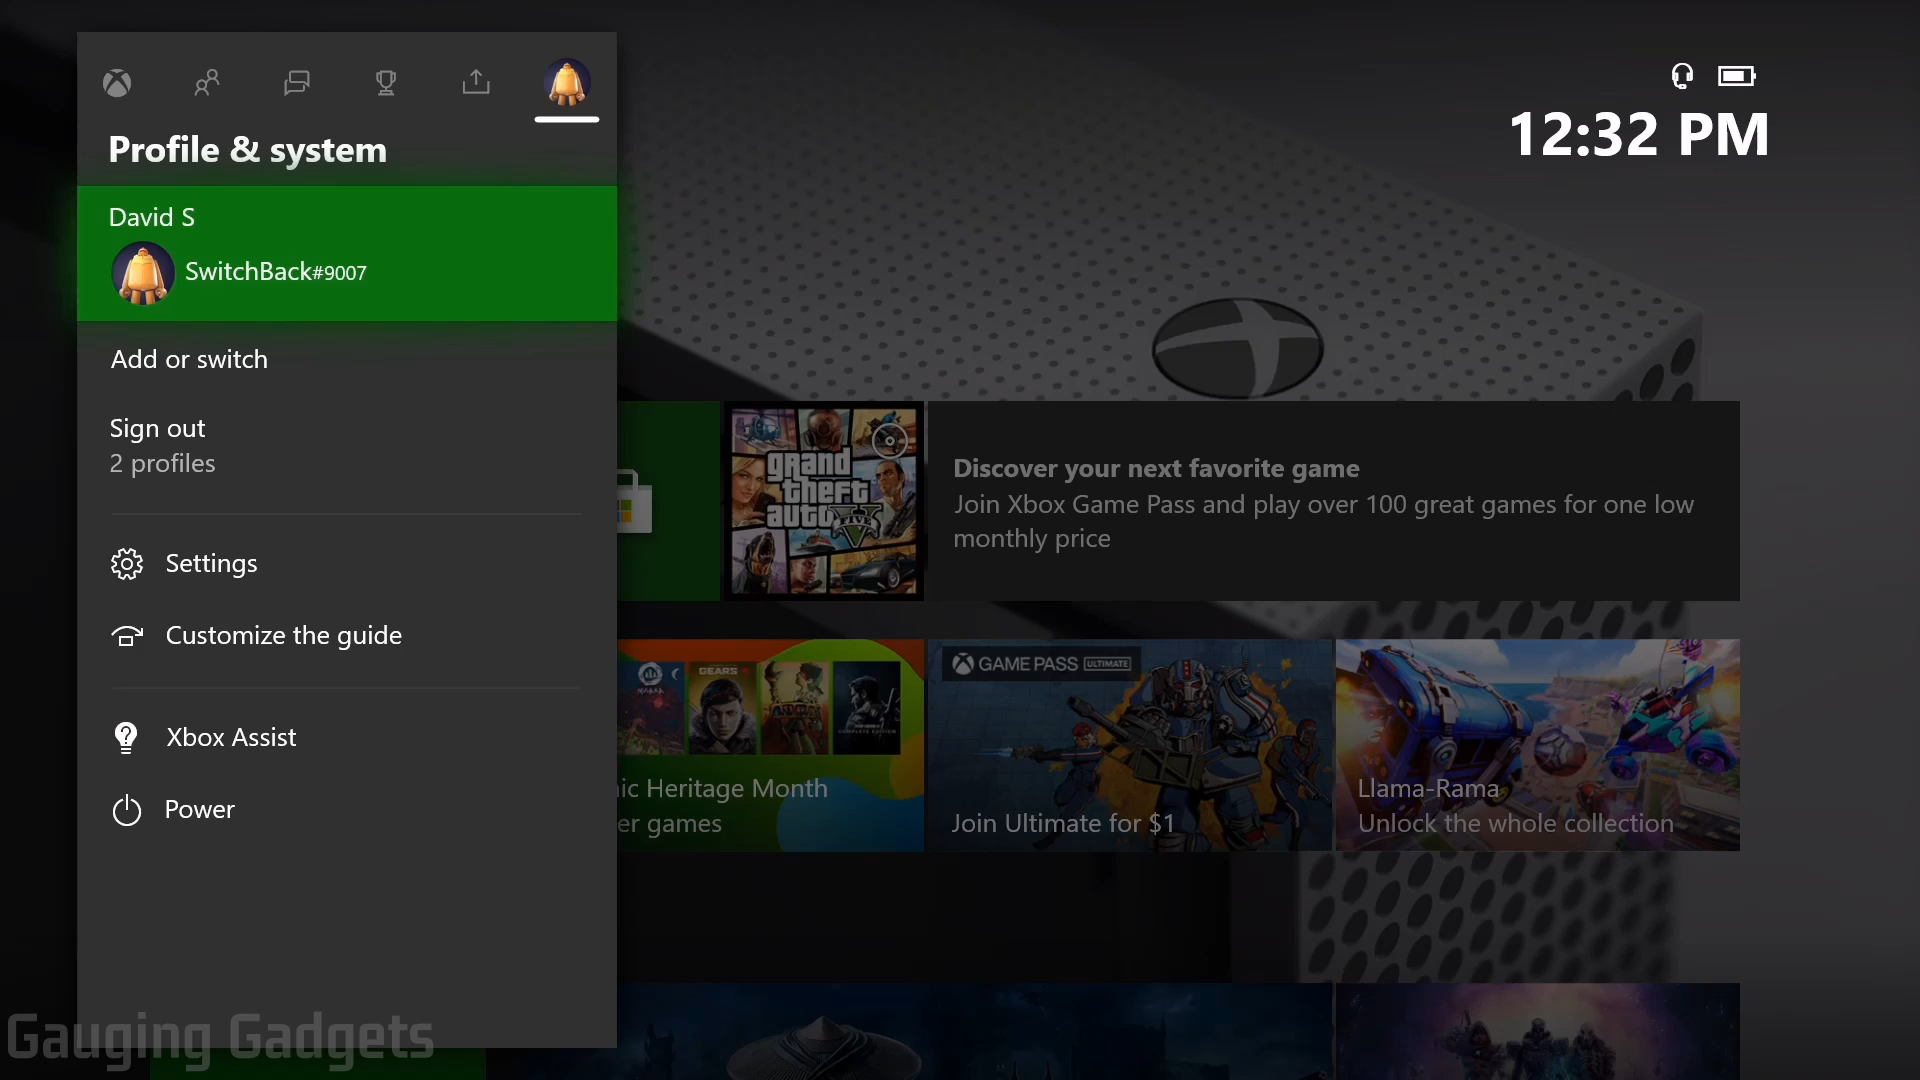 12:32 PM
Profile & system
David S
SwitchBack#9007
Add or switch
Sign out
2 profiles
Settings
Customize the guide
Xbox Assist
Power
grand
theft
auto
FIVE
Discover your next favorite game
Join Xbox Game Pass and play over 100 great games for one low
monthly price
GEARS
ic Heritage Month
er games
GAME PASS ULTIMATE
Join Ultimate for $1
Llama-Rama
Unlock the whole collection
Gauging Gadgets